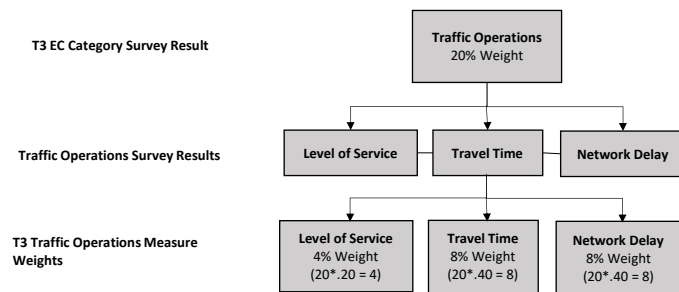 T3 EC Category Survey Result
Traffic Operations
20% Weight
Traffic Operations Survey Results
Level of Service
Travel Time
Network Delay
T3 Traffic Operations Measure
Weights
Level of Service
4% Weight
(20*.20 = 4)
Travel Time
8% Weight
(20*.40 = 8)
Network Delay
8% Weight
(20*.40 = 8)